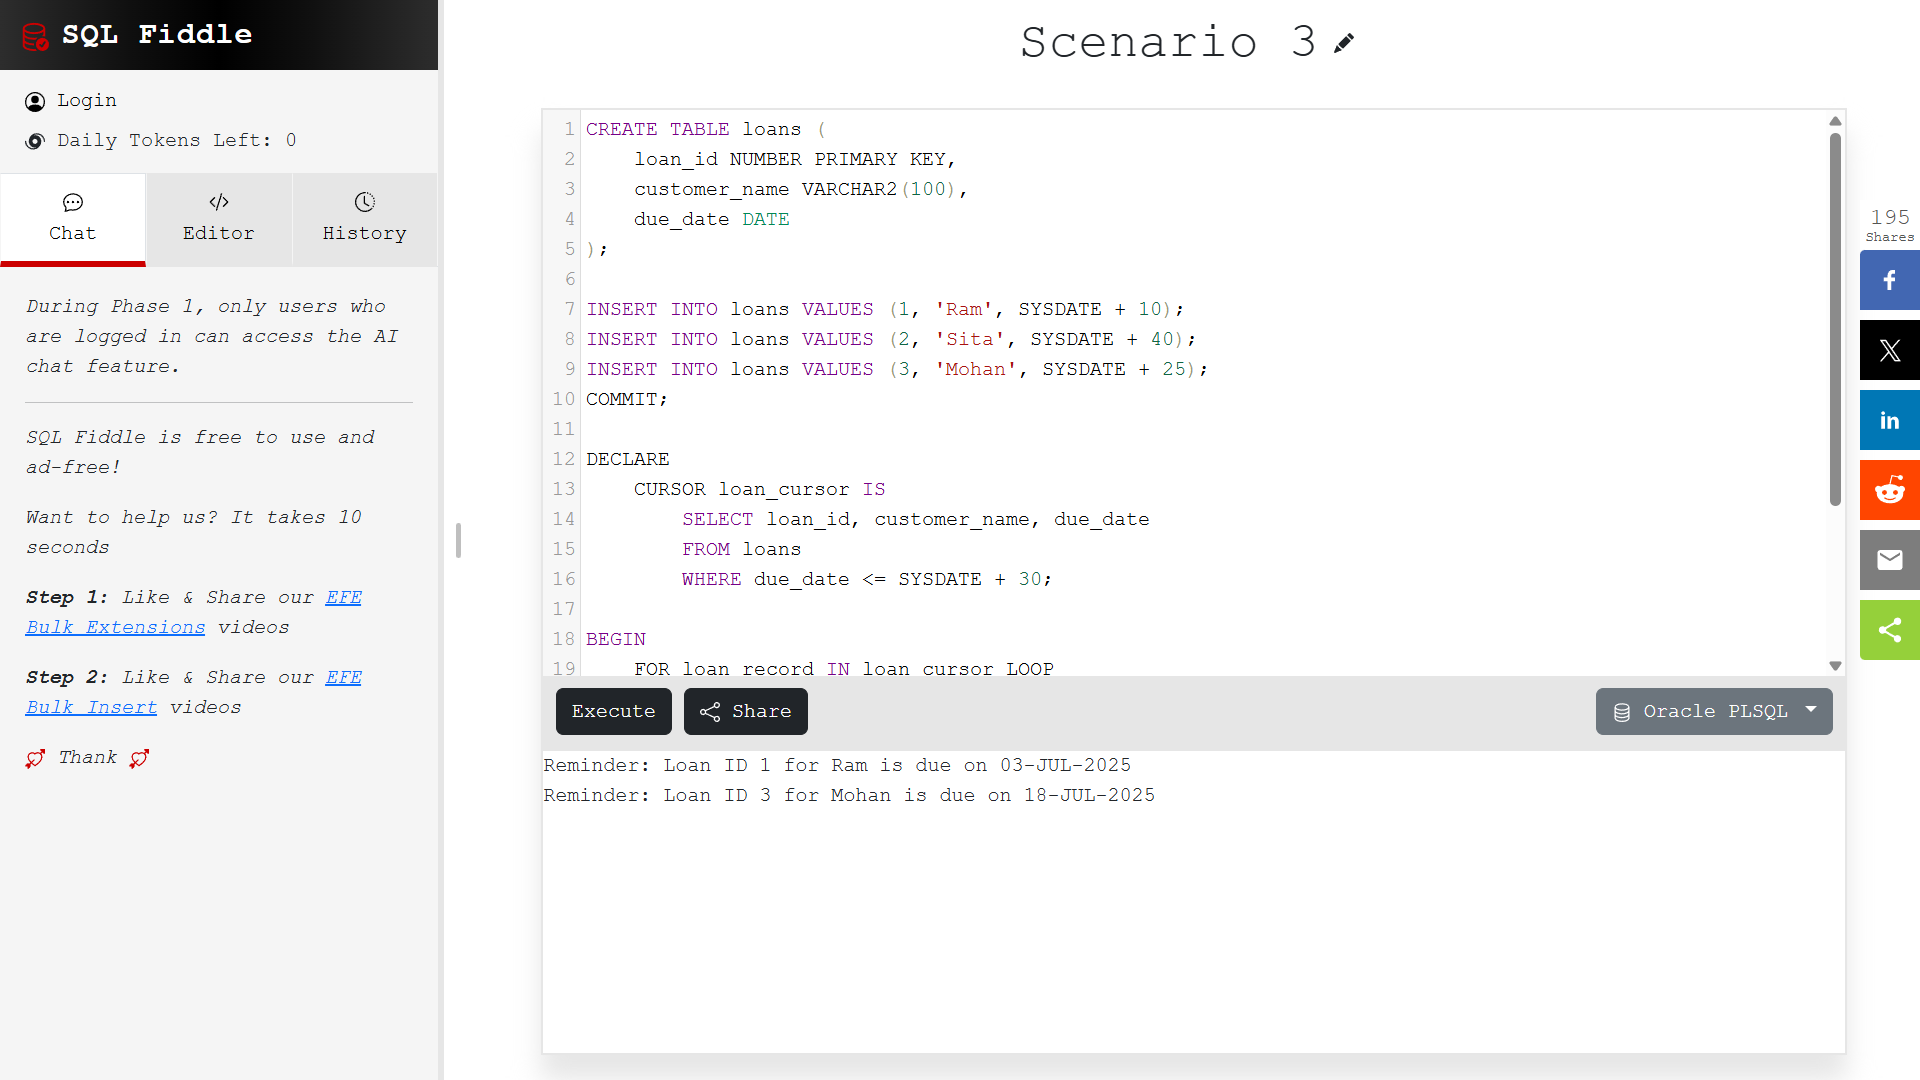 SQL Fiddle
Login
Daily Tokens Left: 0
Chat
Editor
History
During Phase 1, only users who
are logged in can access the AI
chat feature.
SQL Fiddle is free to use and
ad-free!
Want to help us? It takes 10
seconds
Step 1: Like & Share our EFE
Bulk Extensions videos
Step 2: Like & Share our EFE
Bulk Insert videos
Thank
Scenario 3
1 CREATE TABLE loans (
2     loan_id NUMBER PRIMARY KEY,
3     customer_name VARCHAR2(100),
4     due_date DATE
5 );
6
7 INSERT INTO loans VALUES (1, 'Ram', SYSDATE + 10);
8 INSERT INTO loans VALUES (2, 'Sita', SYSDATE + 40);
9 INSERT INTO loans VALUES (3, 'Mohan', SYSDATE + 25);
10 COMMIT;
11
12 DECLARE
13     CURSOR loan_cursor IS
14         SELECT loan_id, customer_name, due_date
15         FROM loans
16         WHERE due_date <= SYSDATE + 30;
17
18 BEGIN
19     FOR loan_record IN loan_cursor LOOP
Execute
Share
Oracle PLSQL
Reminder: Loan ID 1 for Ram is due on 03-JUL-2025
Reminder: Loan ID 3 for Mohan is due on 18-JUL-2025
195
Shares